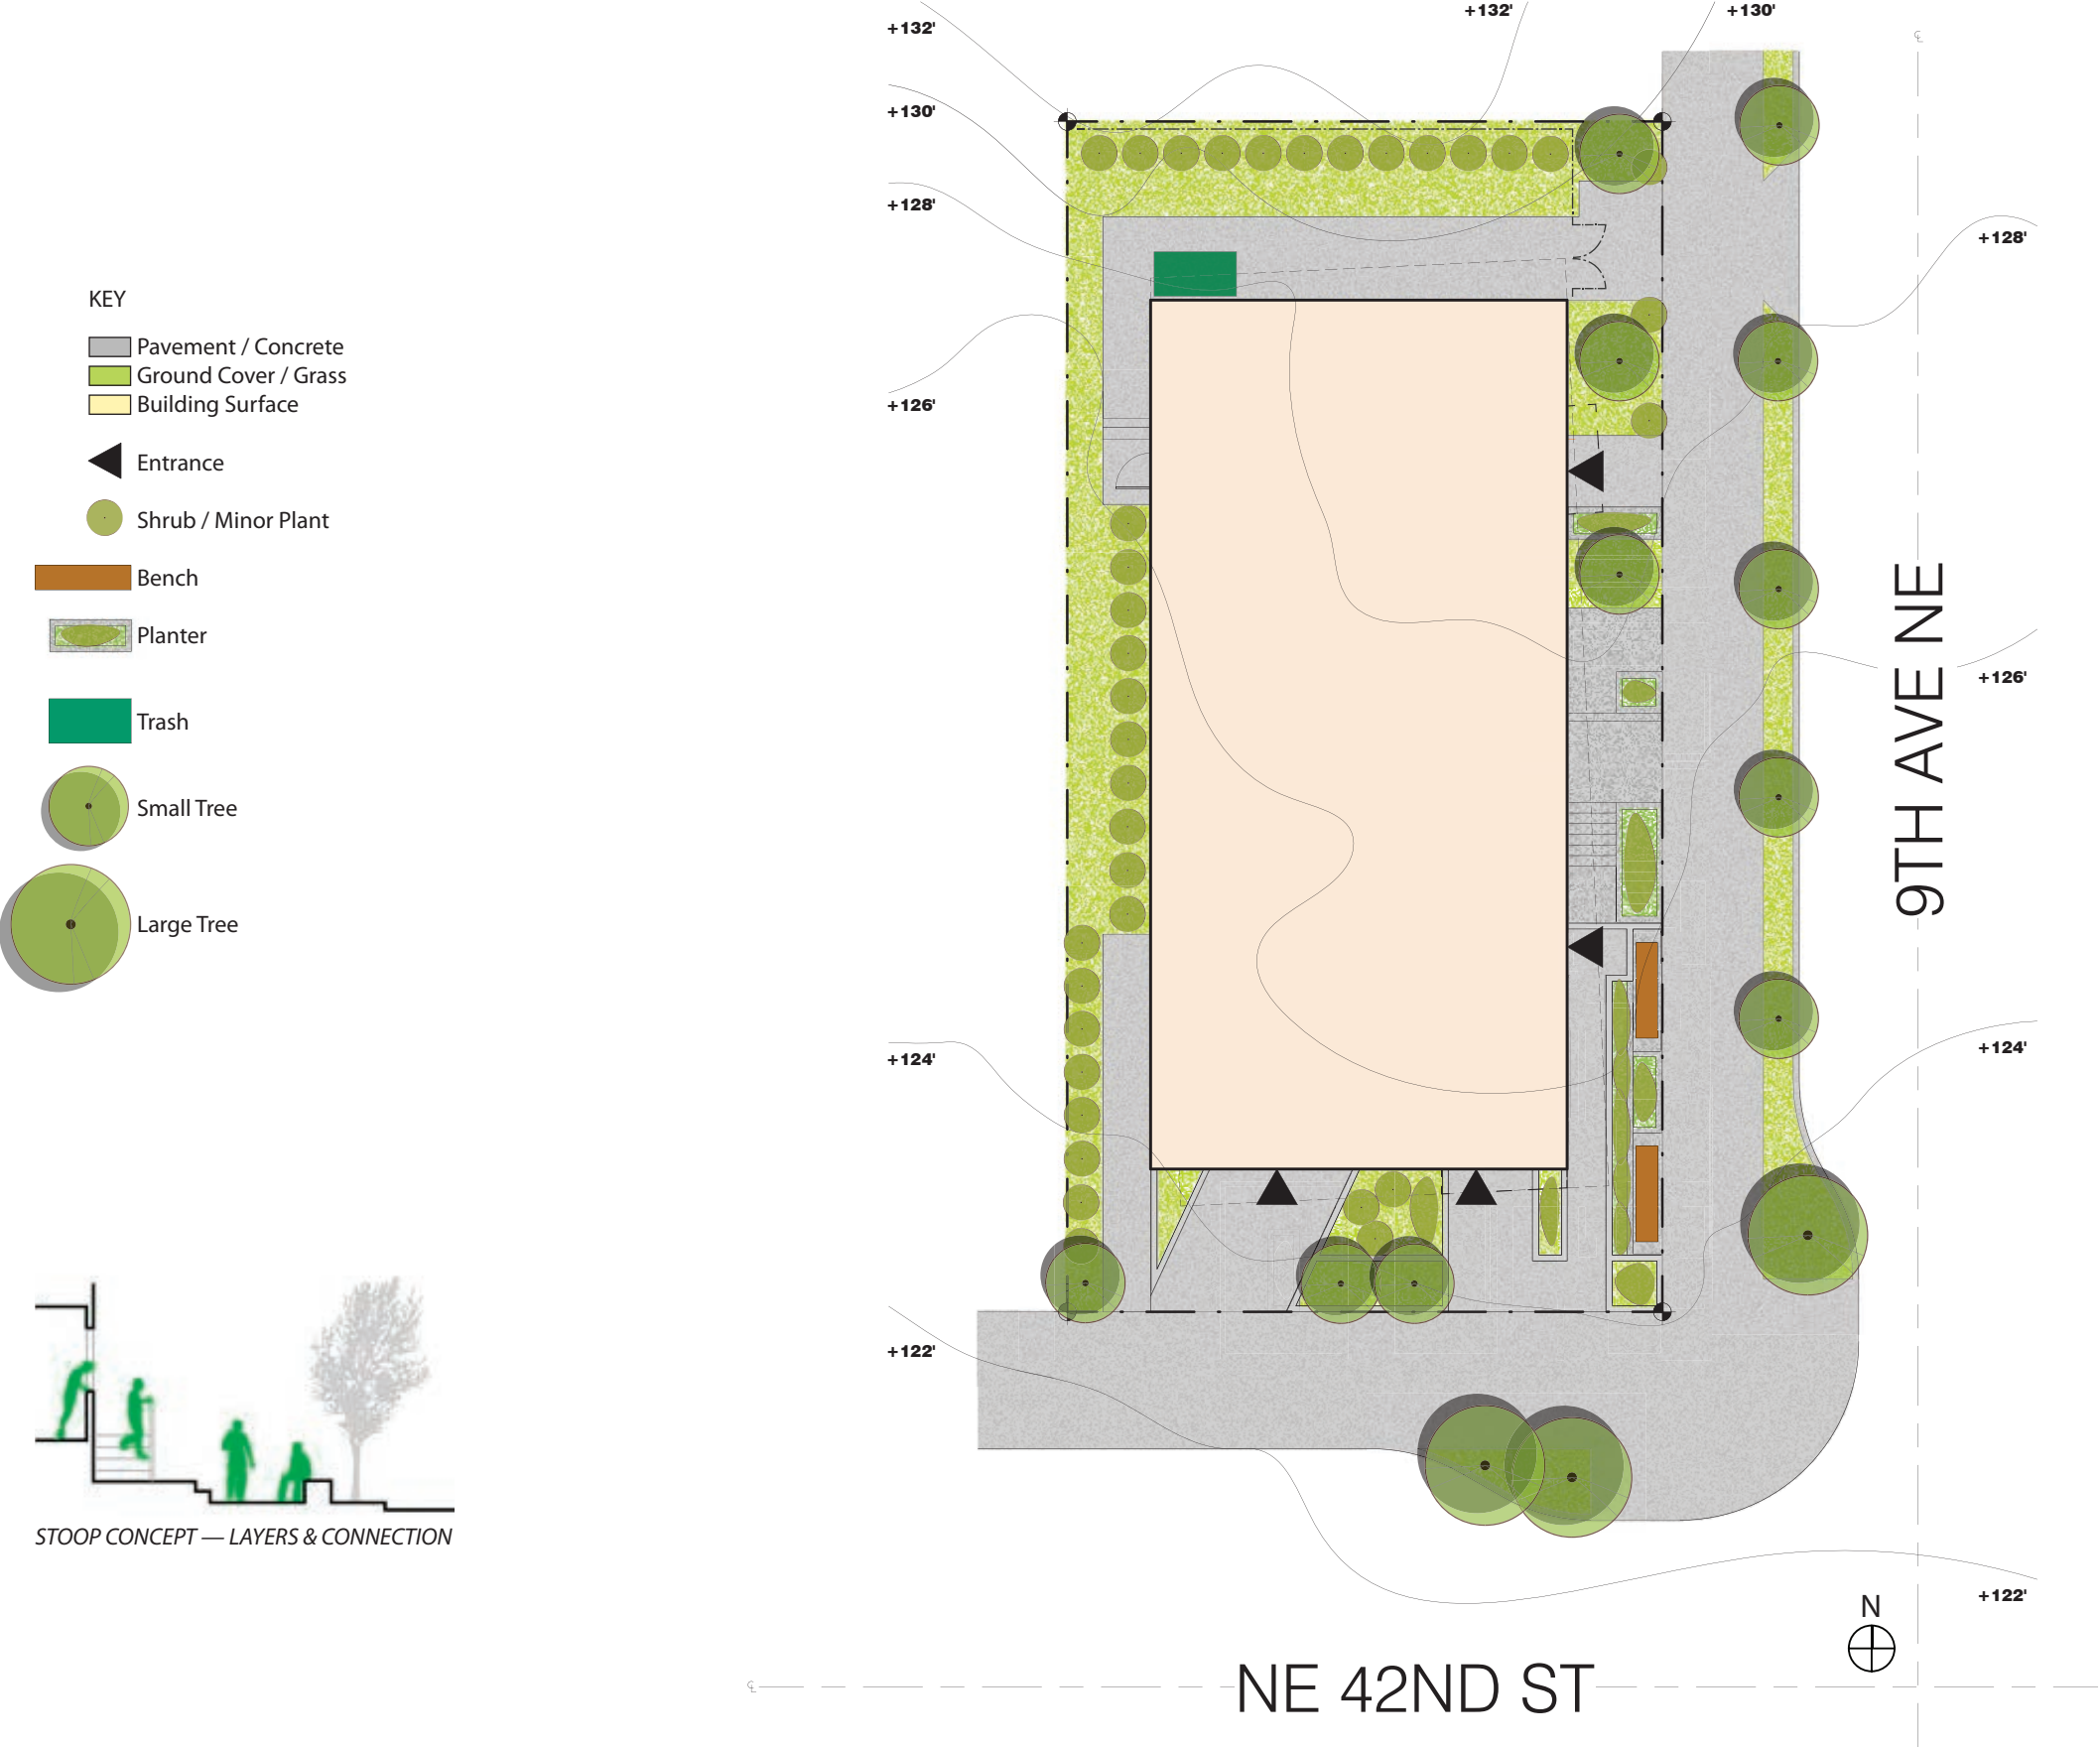 KEY
Pavement / Concrete
Ground Cover / Grass
Building Surface
Entrance
Shrub / Minor Plant
Bench
Planter
Trash
Small Tree
Large Tree
STOOP CONCEPT — LAYERS & CONNECTION
+132'
+132'
+130'
+130'
+128'
+128'
+126'
+126'
+124'
+124'
+122'
+122'
9TH AVE NE
NE 42ND ST
N
℄
℄